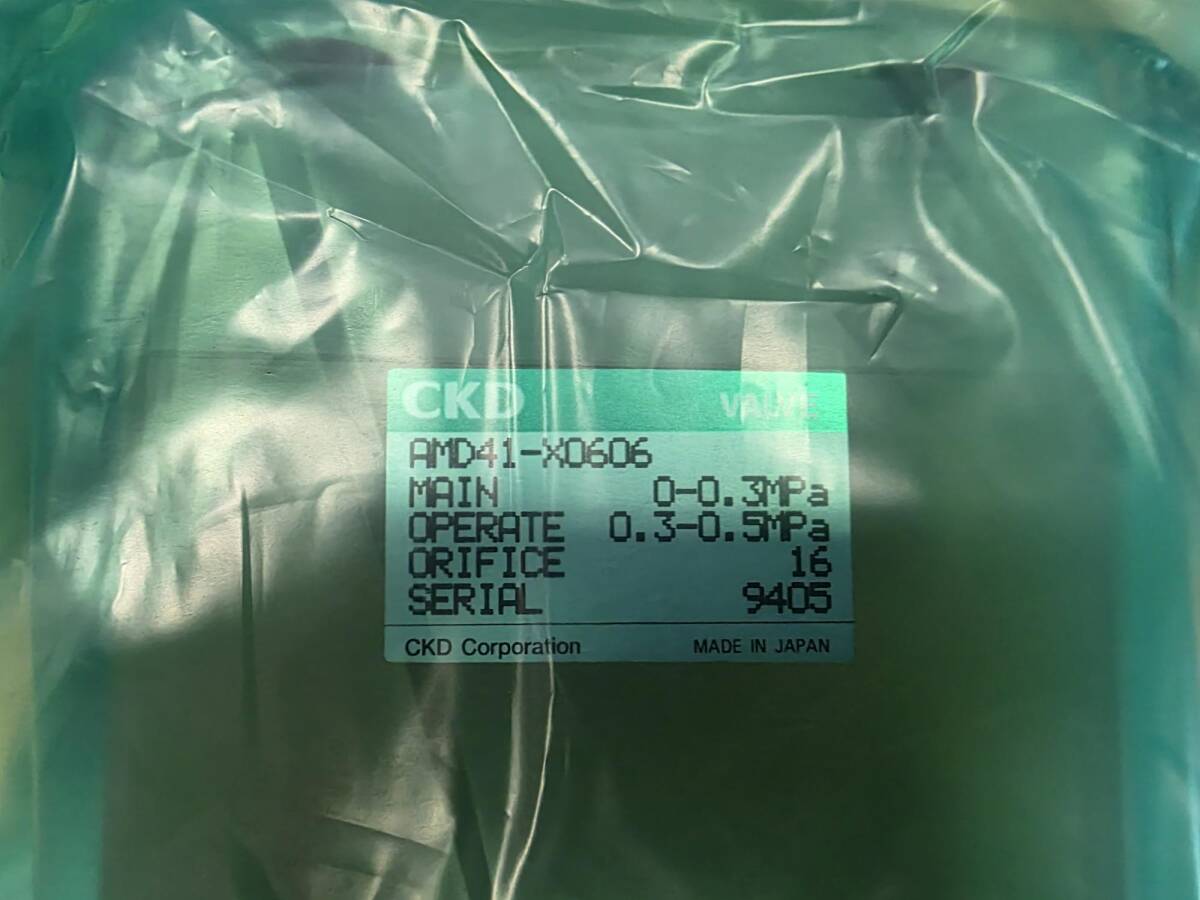 CKD VALVE
AMD41-X0606
MAIN 0-0.3MPa
OPERATE 0.3-0.5MPa
ORIFICE 16
SERIAL 9405
CKD Corporation MADE IN JAPAN